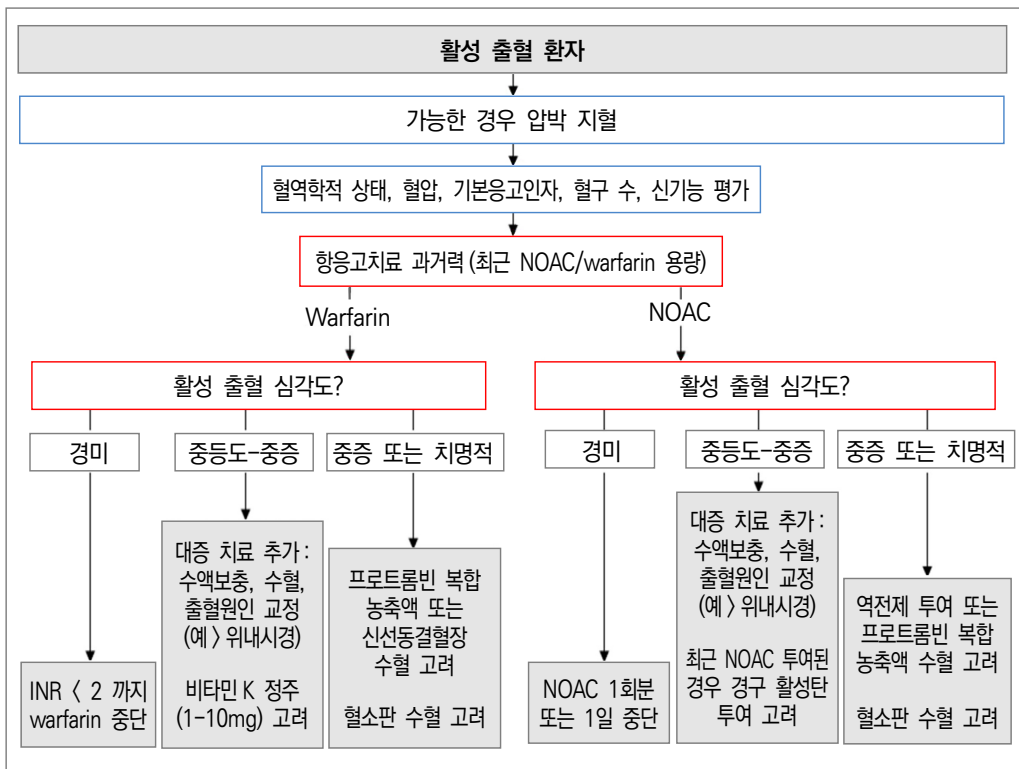 활성 출혈 환자
가능한 경우 압박 지혈
혈역학적 상태, 혈압, 기본응고인자, 혈구 수, 신기능 평가
항응고치료 과거력(최근 NOAC/warfarin 용량)
Warfarin
NOAC
활성 출혈 심각도?
활성 출혈 심각도?
경미
중등도-중증
중증 또는 치명적
경미
중등도-중증
중증 또는 치명적
INR < 2 까지
warfarin 중단
대증 치료 추가:
수액보충, 수혈,
출혈원인 교정
(예 > 위내시경)
비타민 K 정주
(1-10mg) 고려
프로트롬빈 복합
농축액 또는
신선동결혈장
수혈 고려
혈소판 수혈 고려
NOAC 1회분
또는 1일 중단
대증 치료 추가:
수액보충, 수혈,
출혈원인 교정
(예 > 위내시경)
최근 NOAC 투여된
경우 경구 활성탄
투여 고려
역전제 투여 또는
프로트롬빈 복합
농축액 수혈 고려
혈소판 수혈 고려